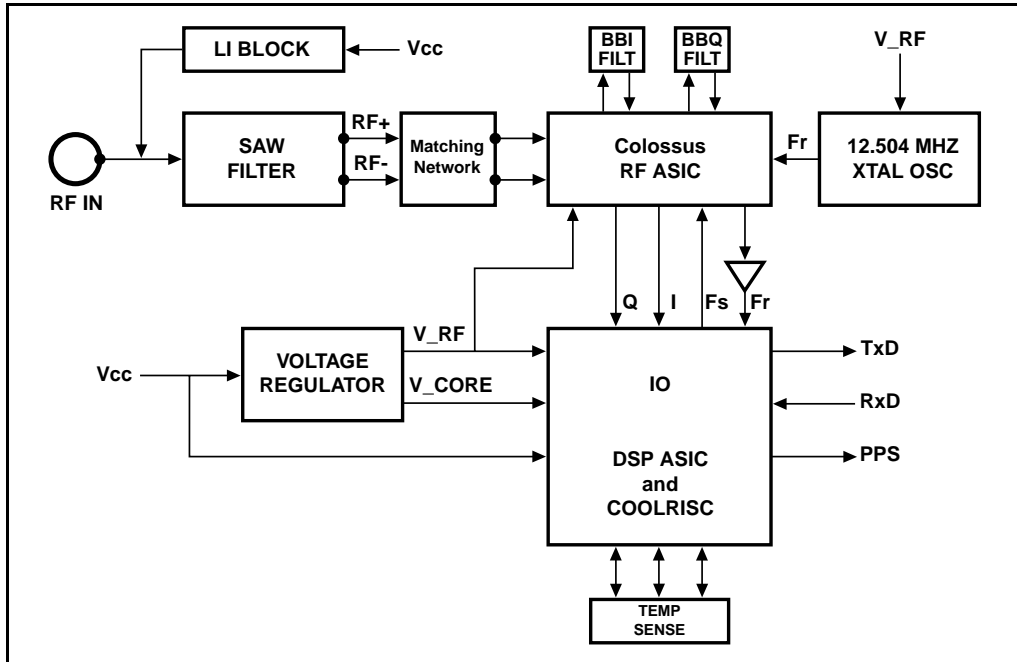 LI BLOCK
Vcc
BBI
FILT
BBQ
FILT
V_RF
RF IN
SAW
FILTER
RF+
RF-
Matching
Network
Colossus
RF ASIC
Fr
12.504 MHZ
XTAL OSC
Q
I
Fs
Fr
Vcc
VOLTAGE
REGULATOR
V_RF
V_CORE
IO
DSP ASIC
and
COOLRISC
TxD
RxD
PPS
TEMP
SENSE